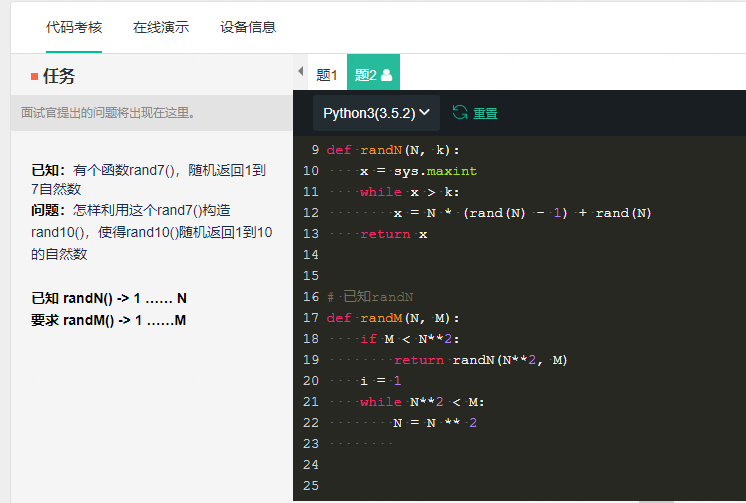 代码考核 在线演示 设备信息
任务
面试官提出的问题将出现在这里。
已知：有个函数rand7()，随机返回1到
7自然数
问题：怎样利用这个rand7()构造
rand10()，使得rand10()随机返回1到10
的自然数
已知 randN() -> 1 …… N
要求 randM() -> 1 ……M
题1 题2
Python3(3.5.2) 重置
9 def randN(N, k):
10     x = sys.maxint
11     while x > k:
12         x = N * (rand(N) - 1) + rand(N)
13     return x
14
15
16 # 已知randN
17 def randM(N, M):
18     if M < N**2:
19         return randN(N**2, M)
20     i = 1
21     while N**2 < M:
22         N = N ** 2
23
24
25